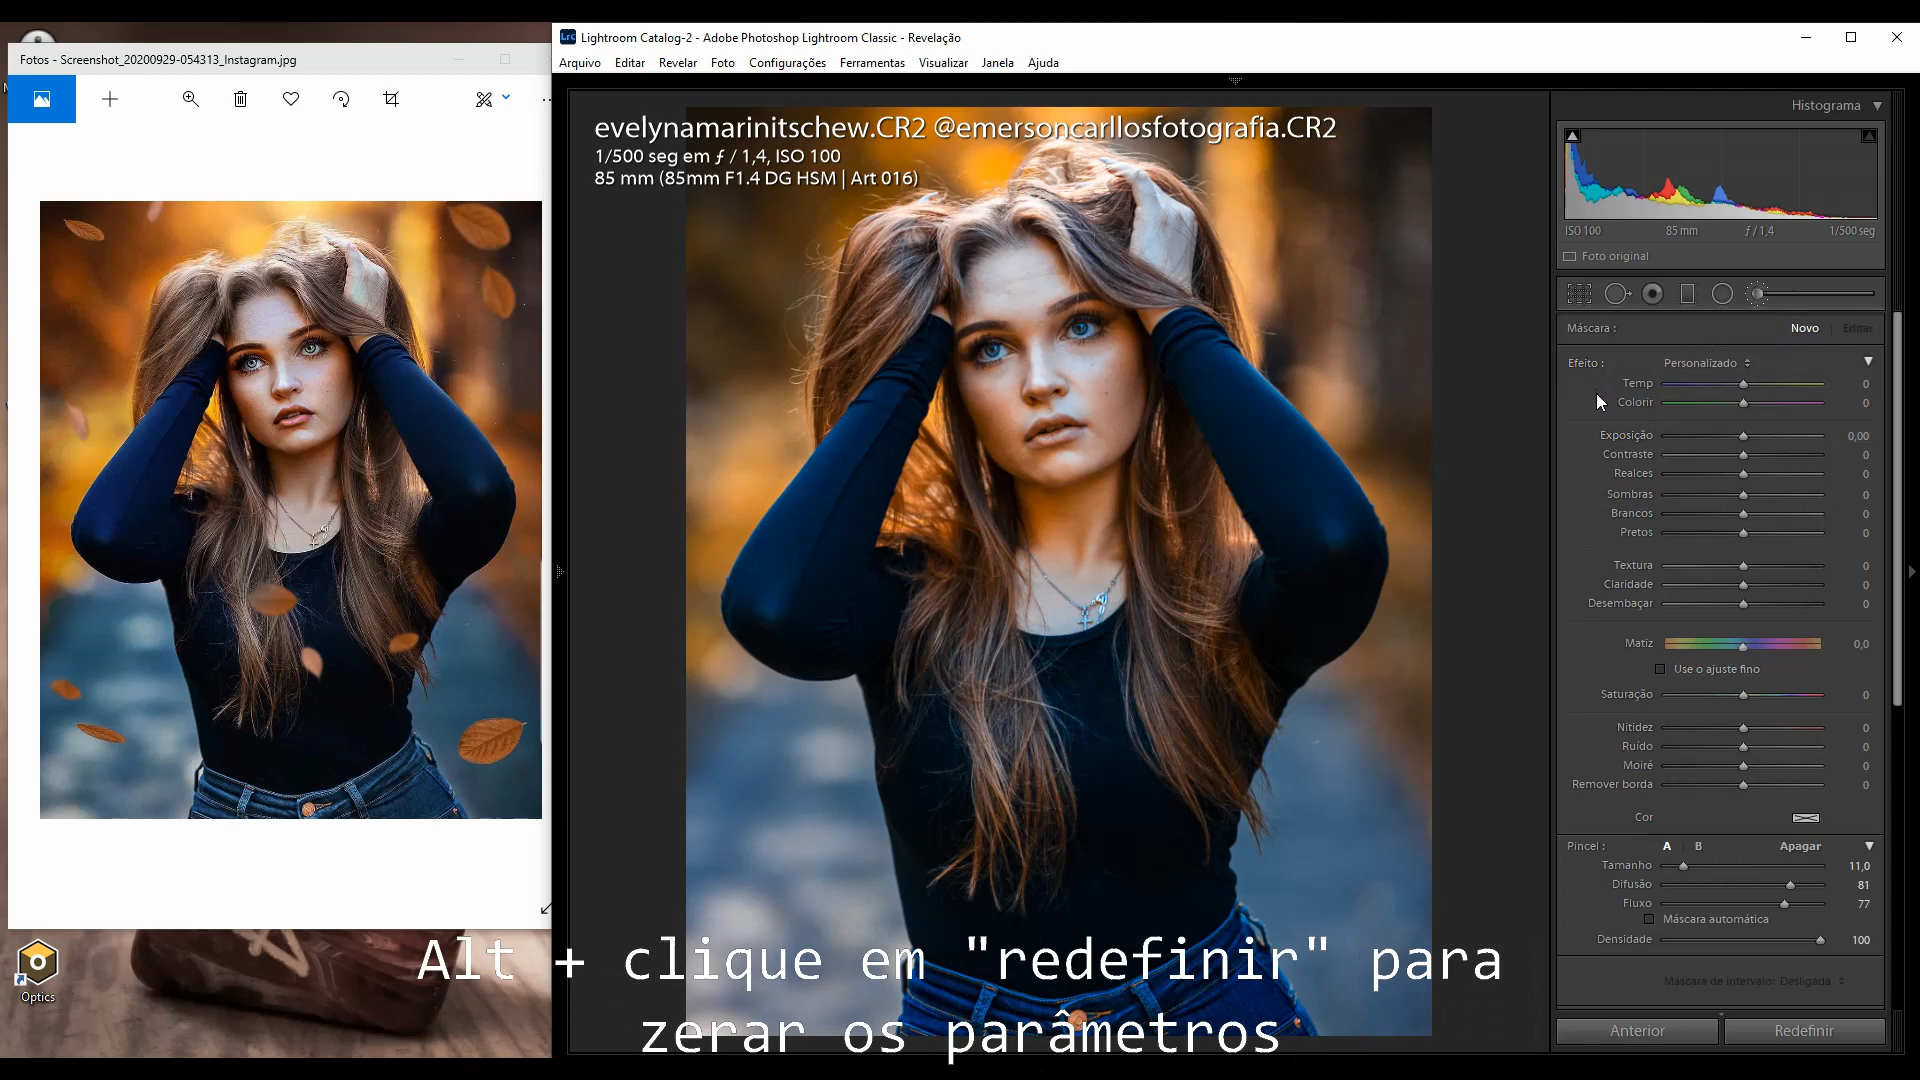 Fotos - Screenshot_20200929-054313_Instagram.jpg
Optics
Lrc
Lightroom Catalog-2 - Adobe Photoshop Lightroom Classic - Revelação
Arquivo Editar Revelar Foto Configurações Ferramentas Visualizar Janela Ajuda
evelynamarinitschew.CR2 @emersoncarllosfotografia.CR2
1/500 seg em ƒ / 1,4, ISO 100
85 mm (85mm F1.4 DG HSM | Art 016)
Histograma
ISO 100 85 mm ƒ / 1,4 1/500 seg
Foto original
Máscara : Novo Editar
Efeito : Personalizado
Temp 0
Colorir 0
Exposição 0,00
Contraste 0
Realces 0
Sombras 0
Brancos 0
Pretos 0
Textura 0
Claridade 0
Desembaçar 0
Matiz 0,0
Use o ajuste fino
Saturação 0
Nitidez 0
Ruído 0
Moiré 0
Remover borda 0
Cor
Pincel : A B Apagar
Tamanho 11,0
Difusão 81
Fluxo 77
Máscara automática
Densidade 100
Máscara de intervalo: Desligada
Anterior Redefinir
Alt + clique em "redefinir" para
zerar os parâmetros